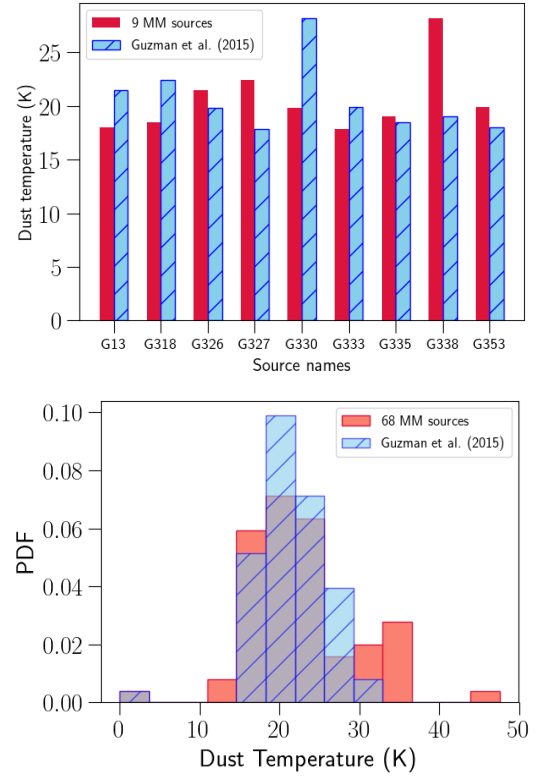 9 MM sources
Guzman et al. (2015)
Dust temperature (K)
25
20
15
10
5
0
G13 G318 G326 G327 G330 G333 G335 G338 G353
Source names
68 MM sources
Guzman et al. (2015)
PDF
0.10
0.08
0.06
0.04
0.02
0.00
0 10 20 30 40 50
Dust Temperature (K)